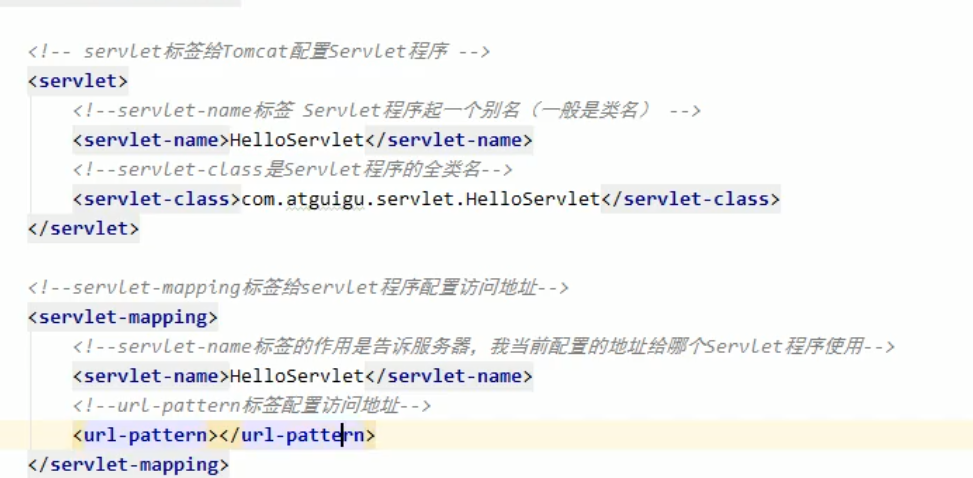 <!-- servlet标签给Tomcat配置Servlet程序 -->
<servlet>
<!--servlet-name标签 Servlet程序起一个别名（一般是类名） -->
<servlet-name>HelloServlet</servlet-name>
<!--servlet-class是Servlet程序的全类名-->
<servlet-class>com.atguigu.servlet.HelloServlet</servlet-class>
</servlet>
<!--servlet-mapping标签给servlet程序配置访问地址-->
<servlet-mapping>
<!--servlet-name标签的作用是告诉服务器，我当前配置的地址给哪个Servlet程序使用-->
<servlet-name>HelloServlet</servlet-name>
<!--url-pattern标签配置访问地址-->
<url-pattern></url-pattern>
</servlet-mapping>